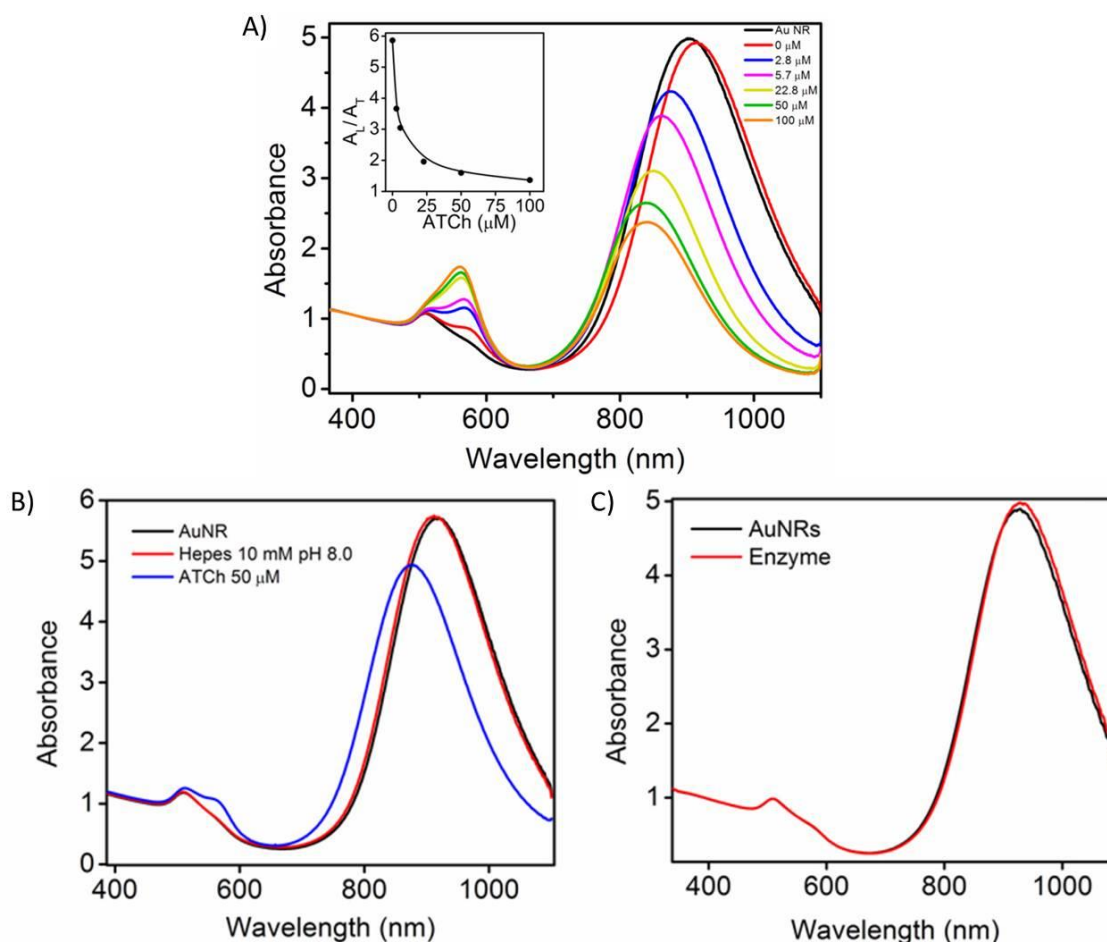 A)
5
4
3
2
1
0
400
600
800
1000
Absorbance
Wavelength (nm)
Au NR
0 μM
2.8 μM
5.7 μM
22.8 μM
50 μM
100 μM
6
5
4
3
2
1
0
25
50
75
100
A_L/A_T
ATCh (μM)
B)
6
5
4
3
2
1
0
400
600
800
1000
Absorbance
Wavelength (nm)
AuNR
Hepes 10 mM pH 8.0
ATCh 50 μM
C)
5
4
3
2
1
400
600
800
1000
Absorbance
Wavelength (nm)
AuNRs
Enzyme